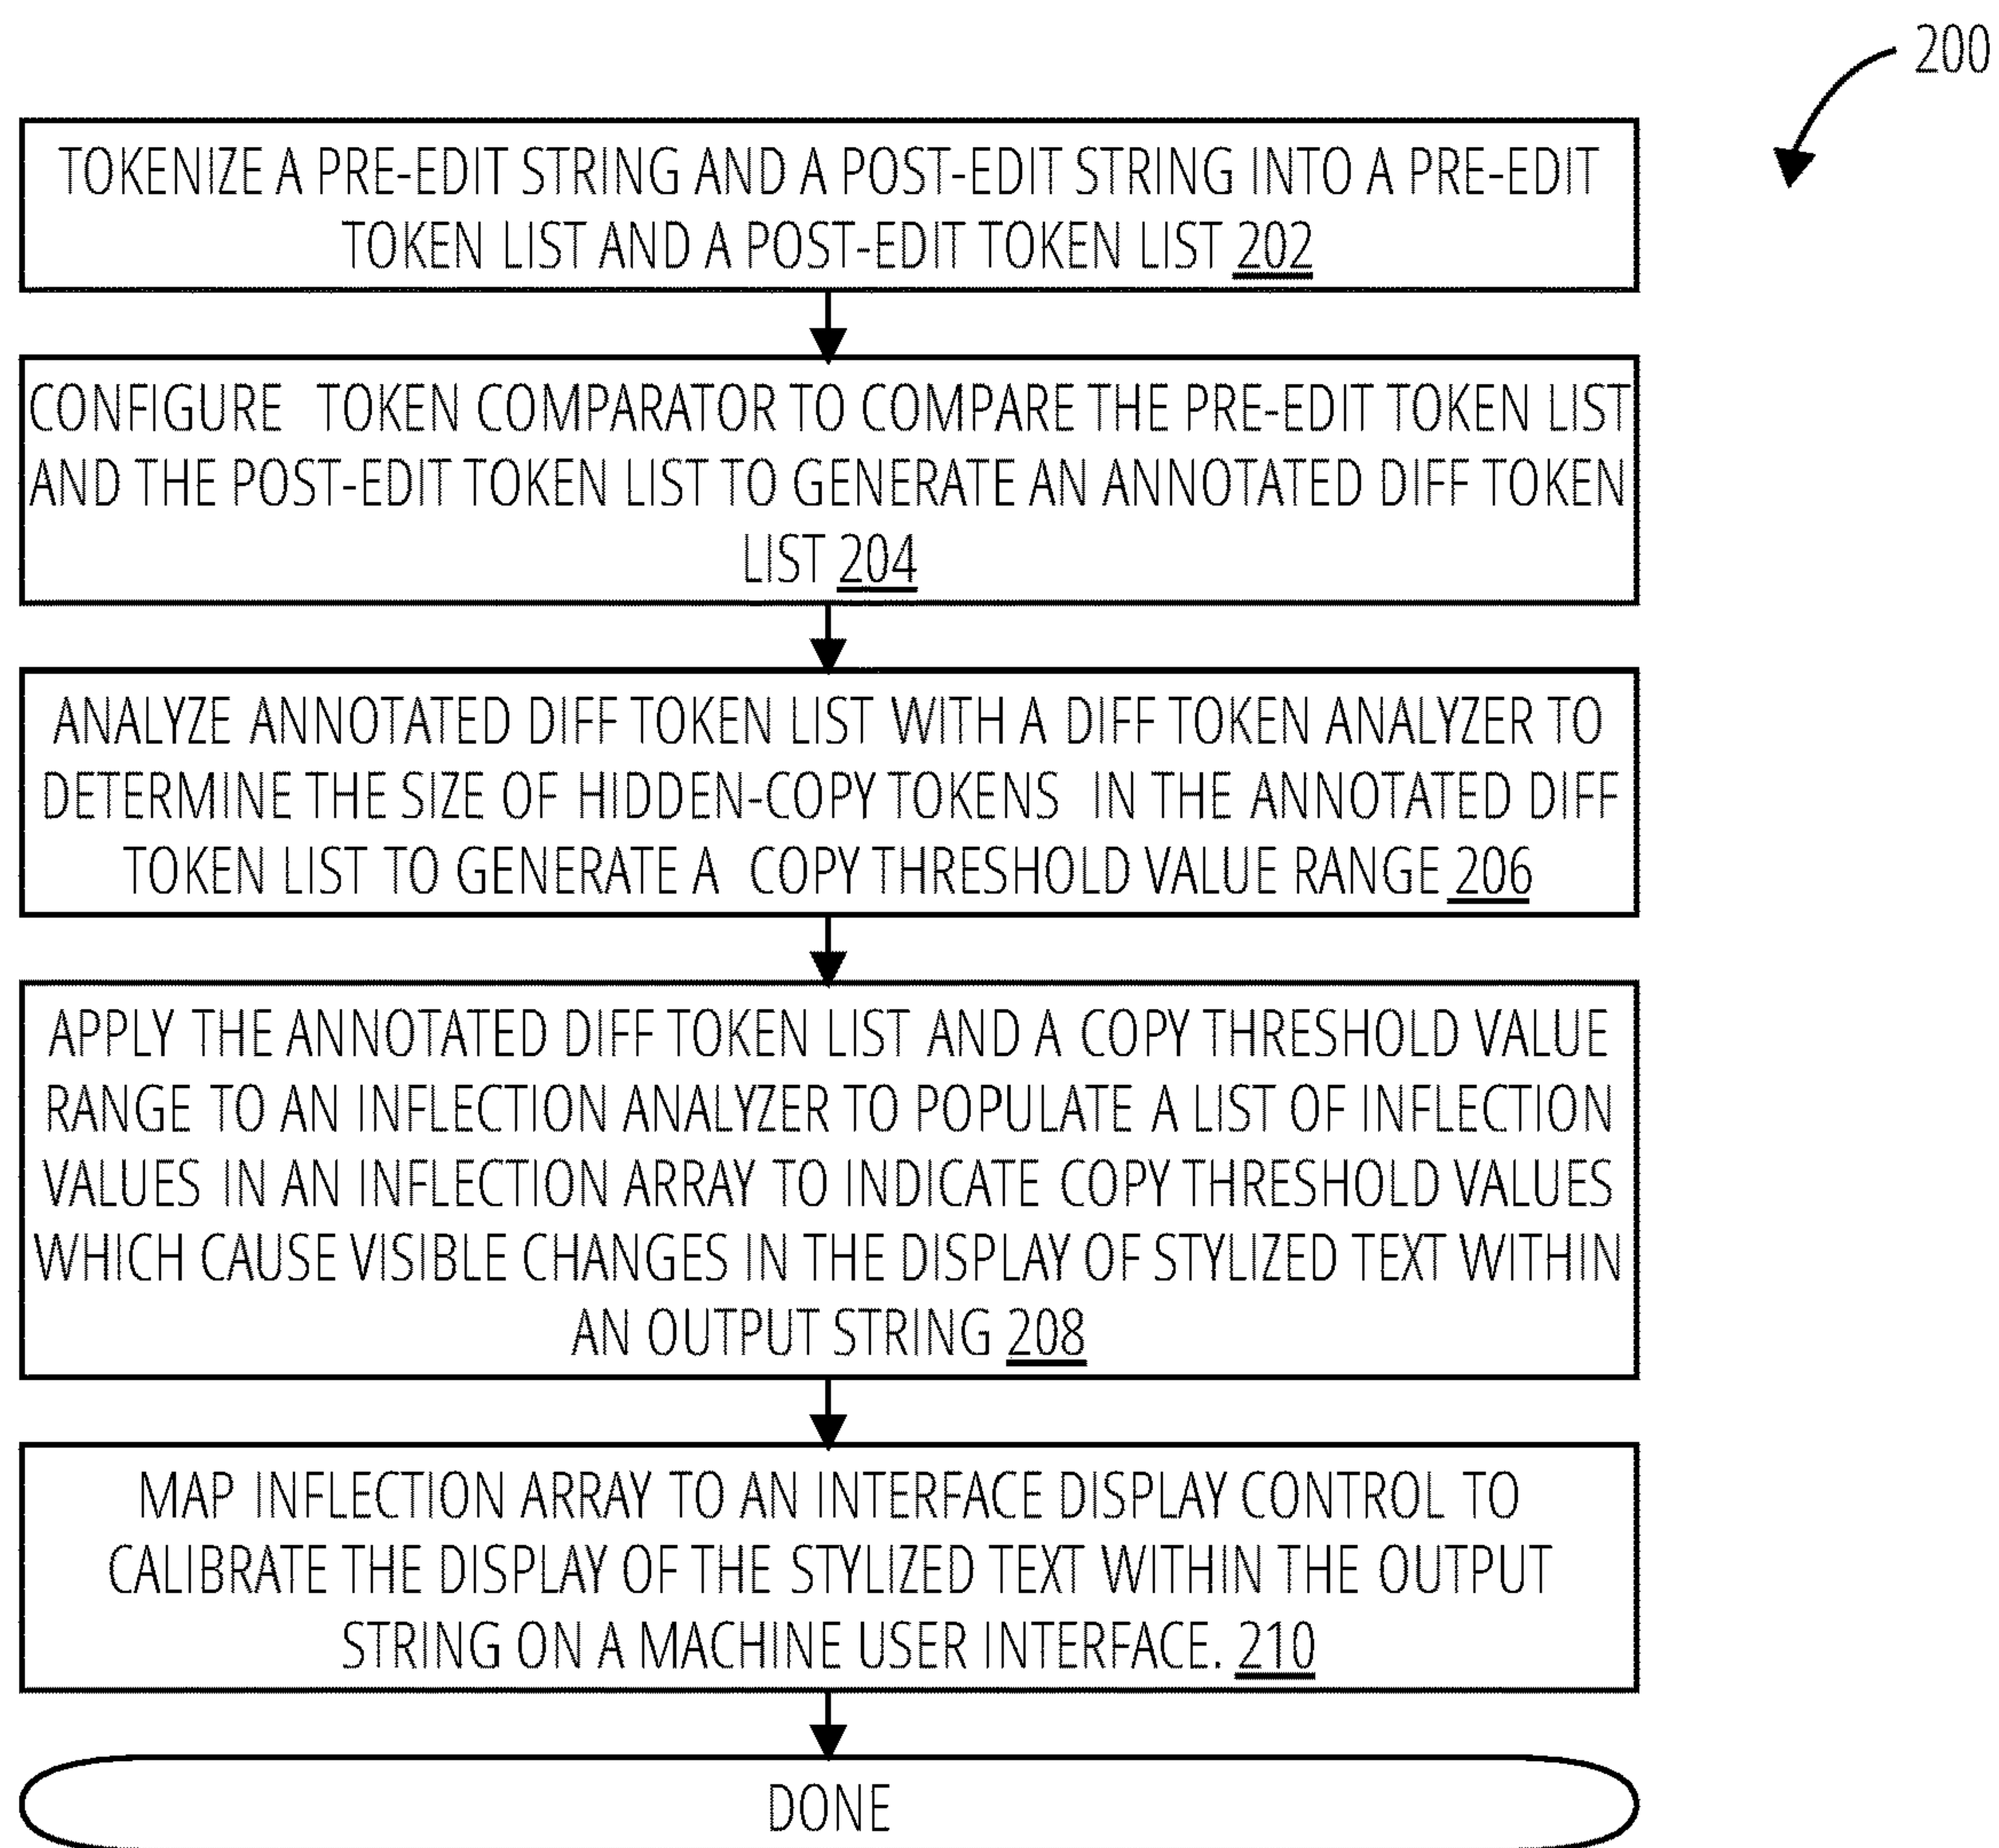 200
TOKENIZE A PRE-EDIT STRING AND A POST-EDIT STRING INTO A PRE-EDIT
TOKEN LIST AND A POST-EDIT TOKEN LIST 202
CONFIGURE TOKEN COMPARATOR TO COMPARE THE PRE-EDIT TOKEN LIST
AND THE POST-EDIT TOKEN LIST TO GENERATE AN ANNOTATED DIFF TOKEN
LIST 204
ANALYZE ANNOTATED DIFF TOKEN LIST WITH A DIFF TOKEN ANALYZER TO
DETERMINE THE SIZE OF HIDDEN-COPY TOKENS IN THE ANNOTATED DIFF
TOKEN LIST TO GENERATE A COPY THRESHOLD VALUE RANGE 206
APPLY THE ANNOTATED DIFF TOKEN LIST AND A COPY THRESHOLD VALUE
RANGE TO AN INFLECTION ANALYZER TO POPULATE A LIST OF INFLECTION
VALUES IN AN INFLECTION ARRAY TO INDICATE COPY THRESHOLD VALUES
WHICH CAUSE VISIBLE CHANGES IN THE DISPLAY OF STYLIZED TEXT WITHIN
AN OUTPUT STRING 208
MAP INFLECTION ARRAY TO AN INTERFACE DISPLAY CONTROL TO
CALIBRATE THE DISPLAY OF THE STYLIZED TEXT WITHIN THE OUTPUT
STRING ON A MACHINE USER INTERFACE. 210
DONE